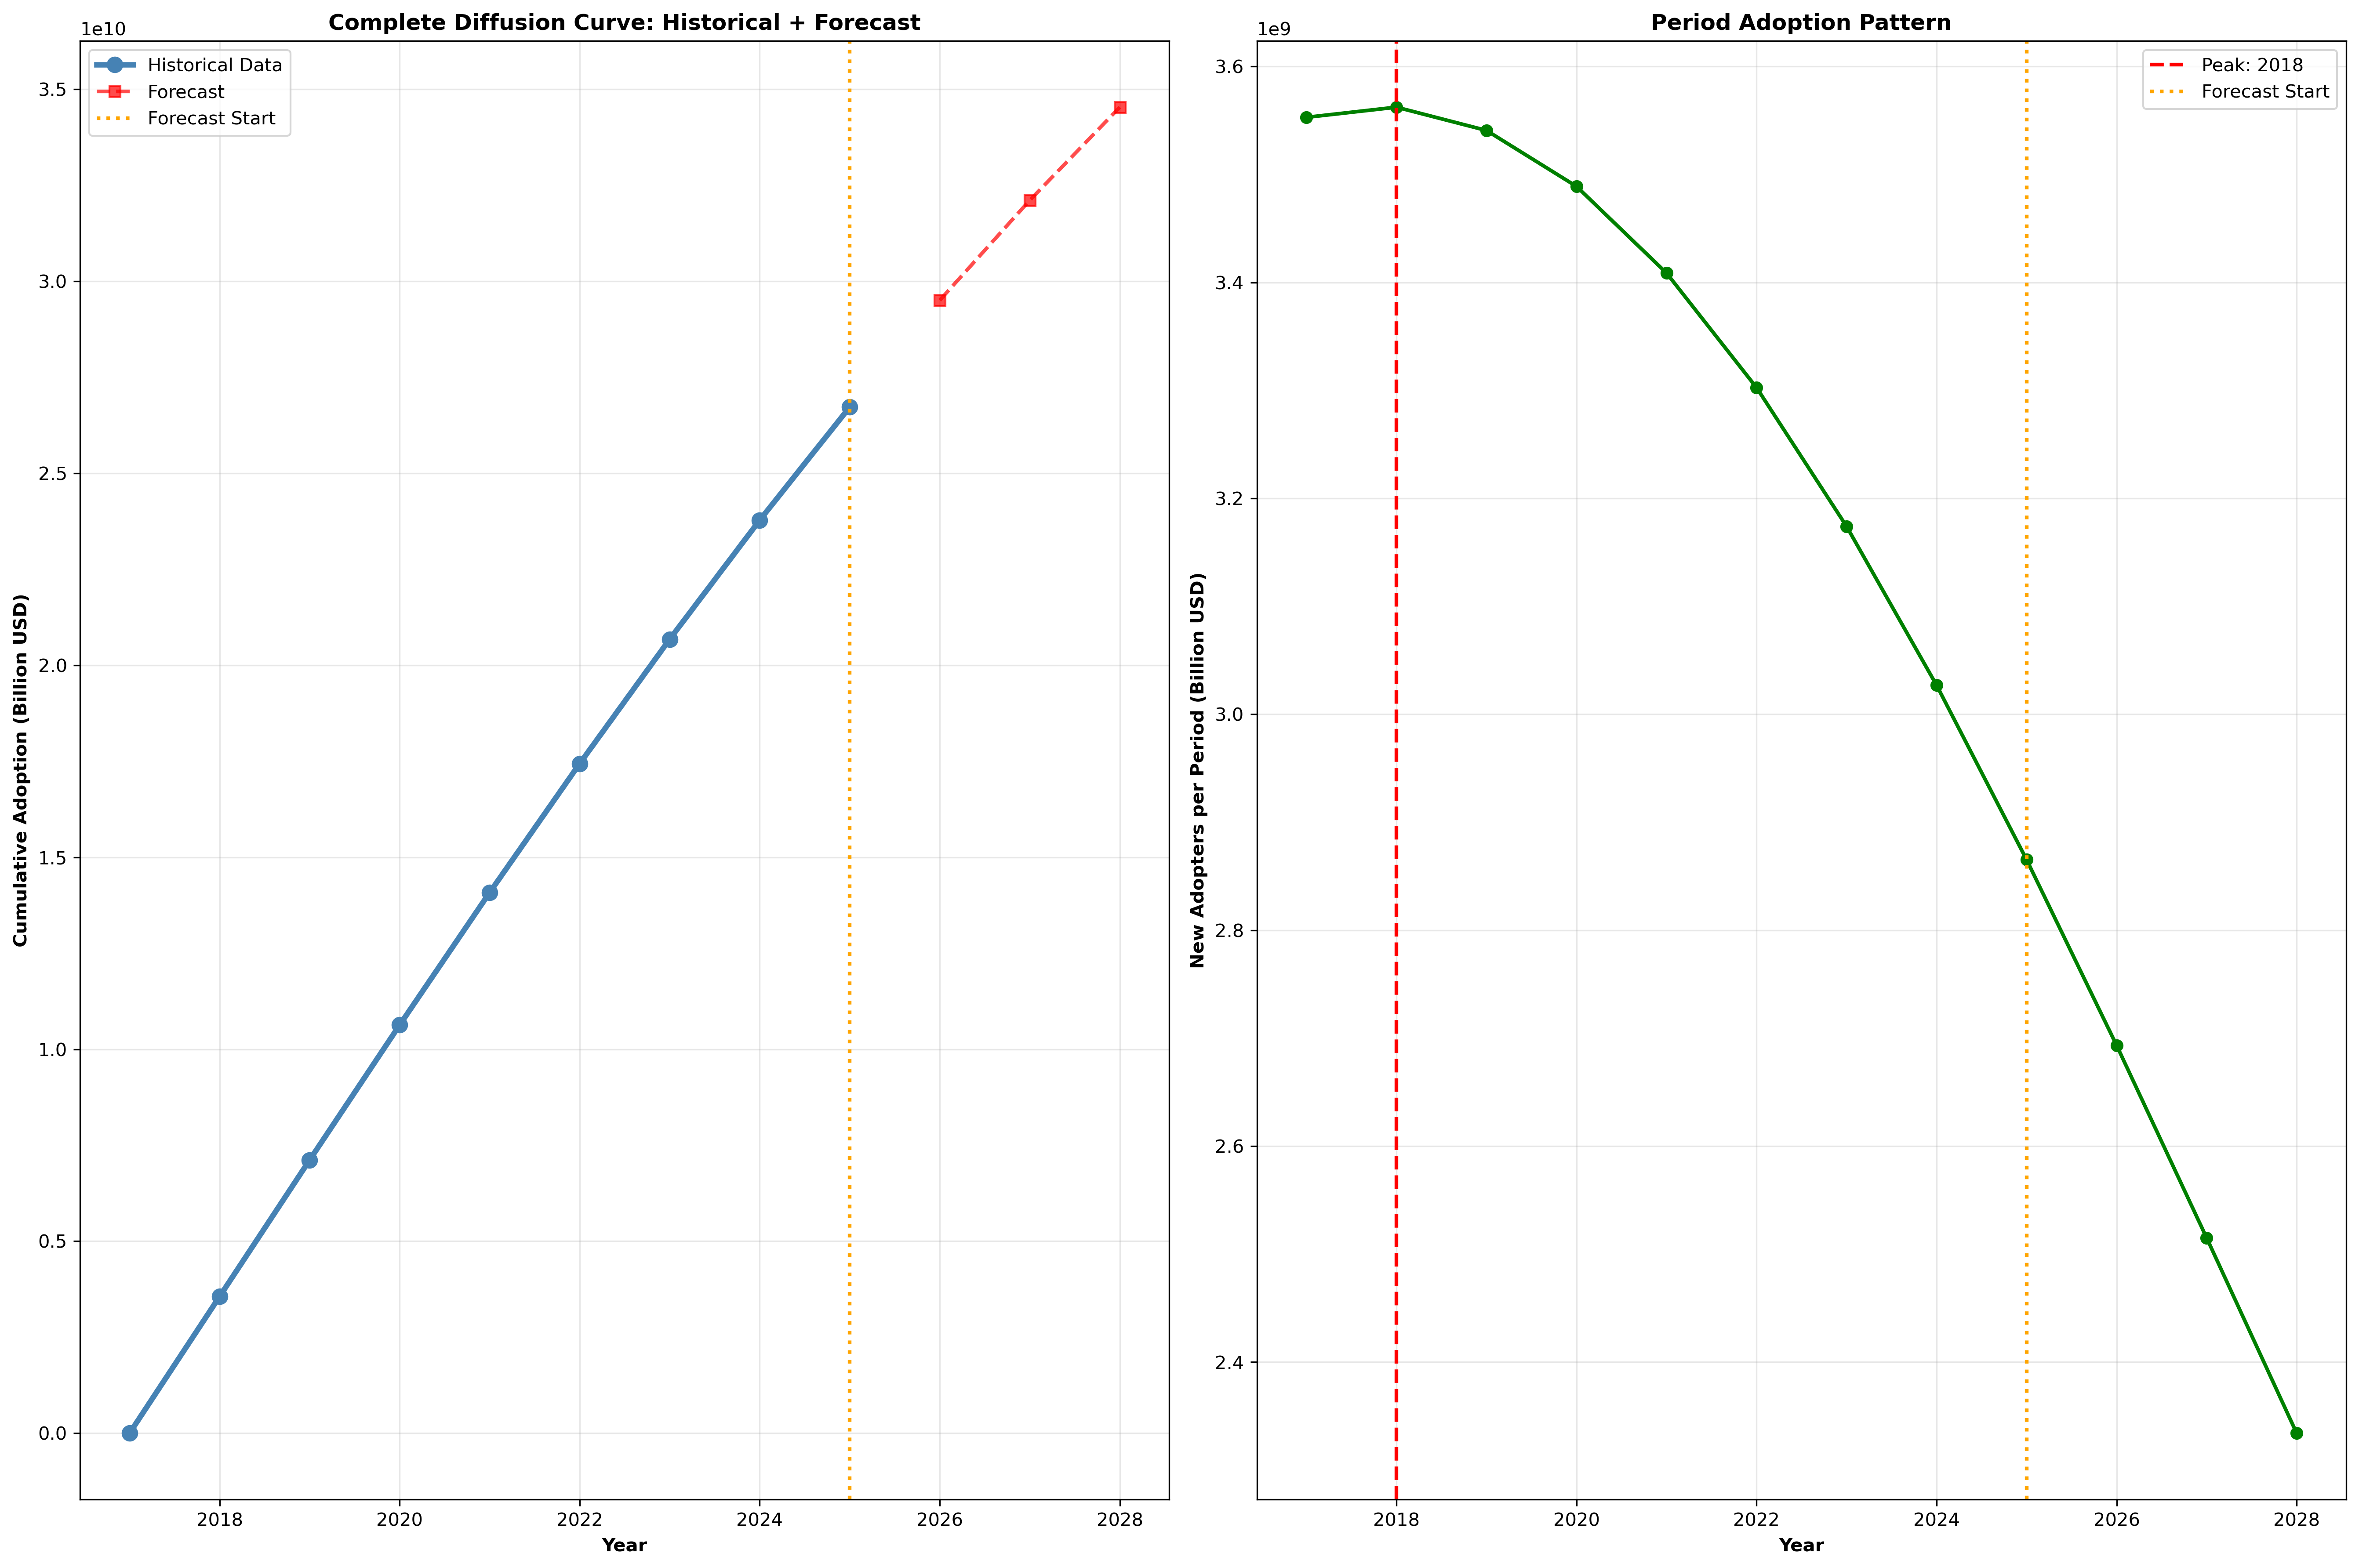 Complete Diffusion Curve: Historical + Forecast
1e10
Historical Data
Forecast
Forecast Start
3.5
3.0
2.5
2.0
1.5
1.0
0.5
0.0
Cumulative Adoption (Billion USD)
2018 2020 2022 2024 2026 2028
Year
Period Adoption Pattern
1e9
Peak: 2018
Forecast Start
3.6
3.4
3.2
3.0
2.8
2.6
2.4
New Adopters per Period (Billion USD)
2018 2020 2022 2024 2026 2028
Year